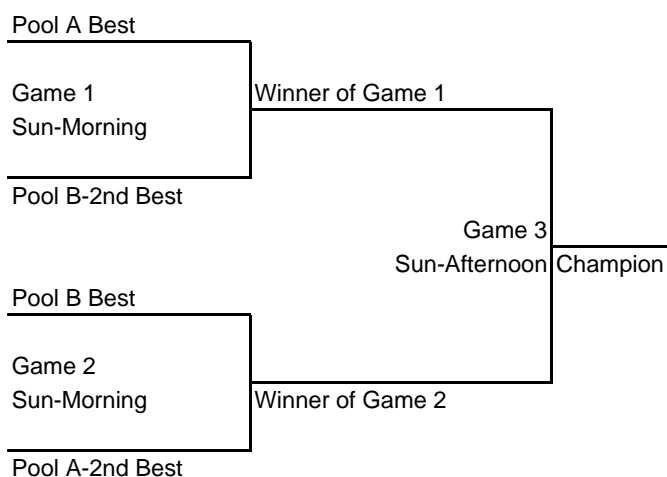 Pool A Best
Game 1
Winner of Game 1
Sun-Morning
Pool B-2nd Best
Game 3
Sun-Afternoon
Champion
Pool B Best
Game 2
Sun-Morning
Winner of Game 2
Pool A-2nd Best